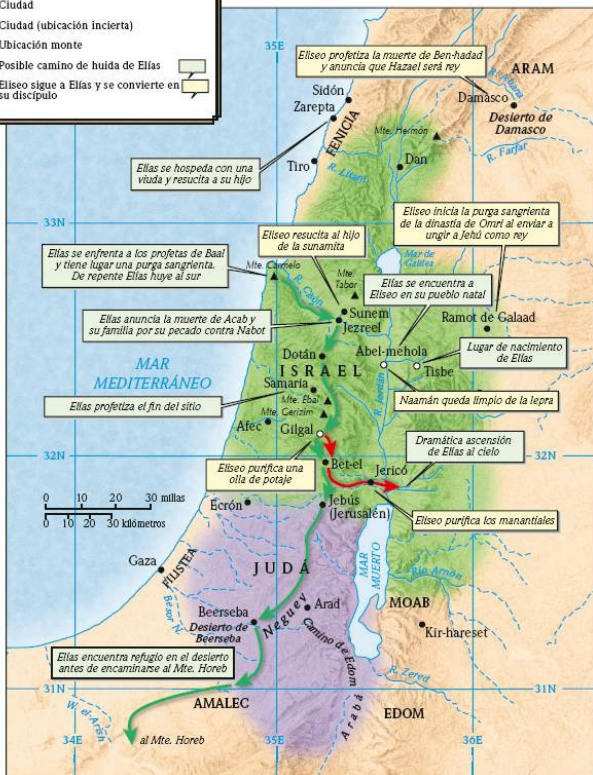 Ciudad
Ciudad (ubicación incierta)
Ubicación monte
Posible camino de huida de Elías
Eliseo sigue a Elías y se convierte en
su discípulo
35E
Eliseo profetiza la muerte de Ben-hadad
y anuncia que Hazael será rey
ARAM
R. Abara
Damasco
Desierto de
Damasco
R. Farfar
Sidón
Zarepta
FENICIA
Mte. Hermón
Dan
Tiro
R. Litani
Elías se hospeda con una
viuda y resucita a su hijo
33N
33N
Eliseo inicia la purga sangrienta
de la dinastía de Omri al enviar a
ungir a Jehú como rey
Eliseo resucita al hijo
de la sunamita
Elías se enfrenta a los profetas de Baal
y tiene lugar una purga sangrienta.
De repente Elías huye al sur
Mte. Carmelo
Mar de
Galilea
Mte.
Tabor
R. Cisón
Elías se encuentra a
Eliseo en su pueblo natal
Sunem
Jezreel
Ramot de Galaad
Elías anuncia la muerte de Acab y
su familia por su pecado contra Nabot
Dotán
Abel-mehola
Tisbe
Lugar de nacimiento
de Elías
MAR
MEDITERRÁNEO
ISRAEL
Samaria
R. Jordán
Mte. Ebal
Mte. Gerizim
Naamán queda limpio de la lepra
Elías profetiza el fin del sitio
Afec
Gilgal
Dramática ascensión
de Elías al cielo
32N
32N
Bet-el
Jericó
Eliseo purifica una
olla de potaje
0 10 20 30 millas
0 10 20 30 kilómetros
Ecrón
Jebús
(Jerusalén)
Eliseo purifica los manantiales
Gaza
FILISTEA
JUDÁ
MAR
MUERTO
Río Arnón
Besor N.
Beerseba
Desierto de
Beerseba
Neguev
Arad
Camino de Edom
MOAB
Kir-hareset
Elías encuentra refugio en el desierto
antes de encaminarse al Mte. Horeb
R. Zered
31N
31N
AMALEC
Arabá
EDOM
W. el-Arish
34E
al Mte. Horeb
35E
36E